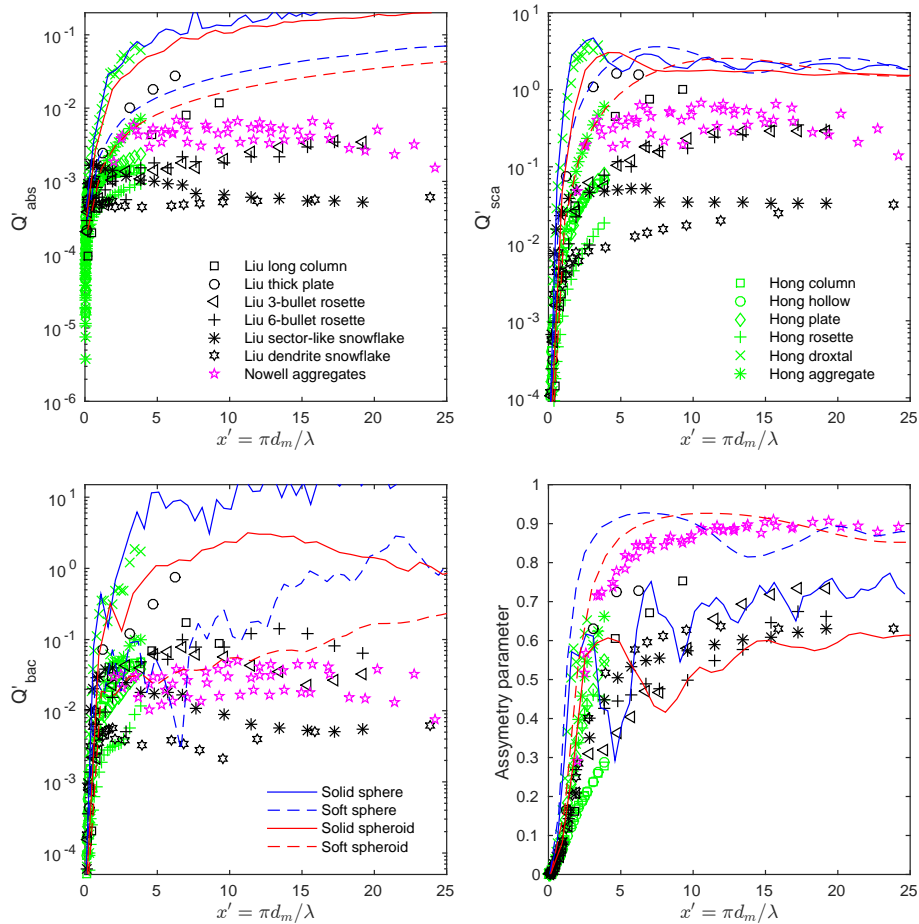 10^-1
10^-2
10^-3
10^-4
10^-5
10^-6
Q'abs
0 5 10 15 20 25
x' = πd_m/λ
Liu long column
Liu thick plate
Liu 3-bullet rosette
Liu 6-bullet rosette
Liu sector-like snowflake
Liu dendrite snowflake
Nowell aggregates
10^1
10^0
10^-1
10^-2
10^-3
10^-4
Q'sca
0 5 10 15 20 25
x' = πd_m/λ
Hong column
Hong hollow
Hong plate
Hong rosette
Hong droxtal
Hong aggregate
10^1
10^0
10^-1
10^-2
10^-3
10^-4
Q'bac
0 5 10 15 20 25
x' = πd_m/λ
Solid sphere
Soft sphere
Solid spheroid
Soft spheroid
1
0.9
0.8
0.7
0.6
0.5
0.4
0.3
0.2
0.1
0
Assymetry parameter
0 5 10 15 20 25
x' = πd_m/λ